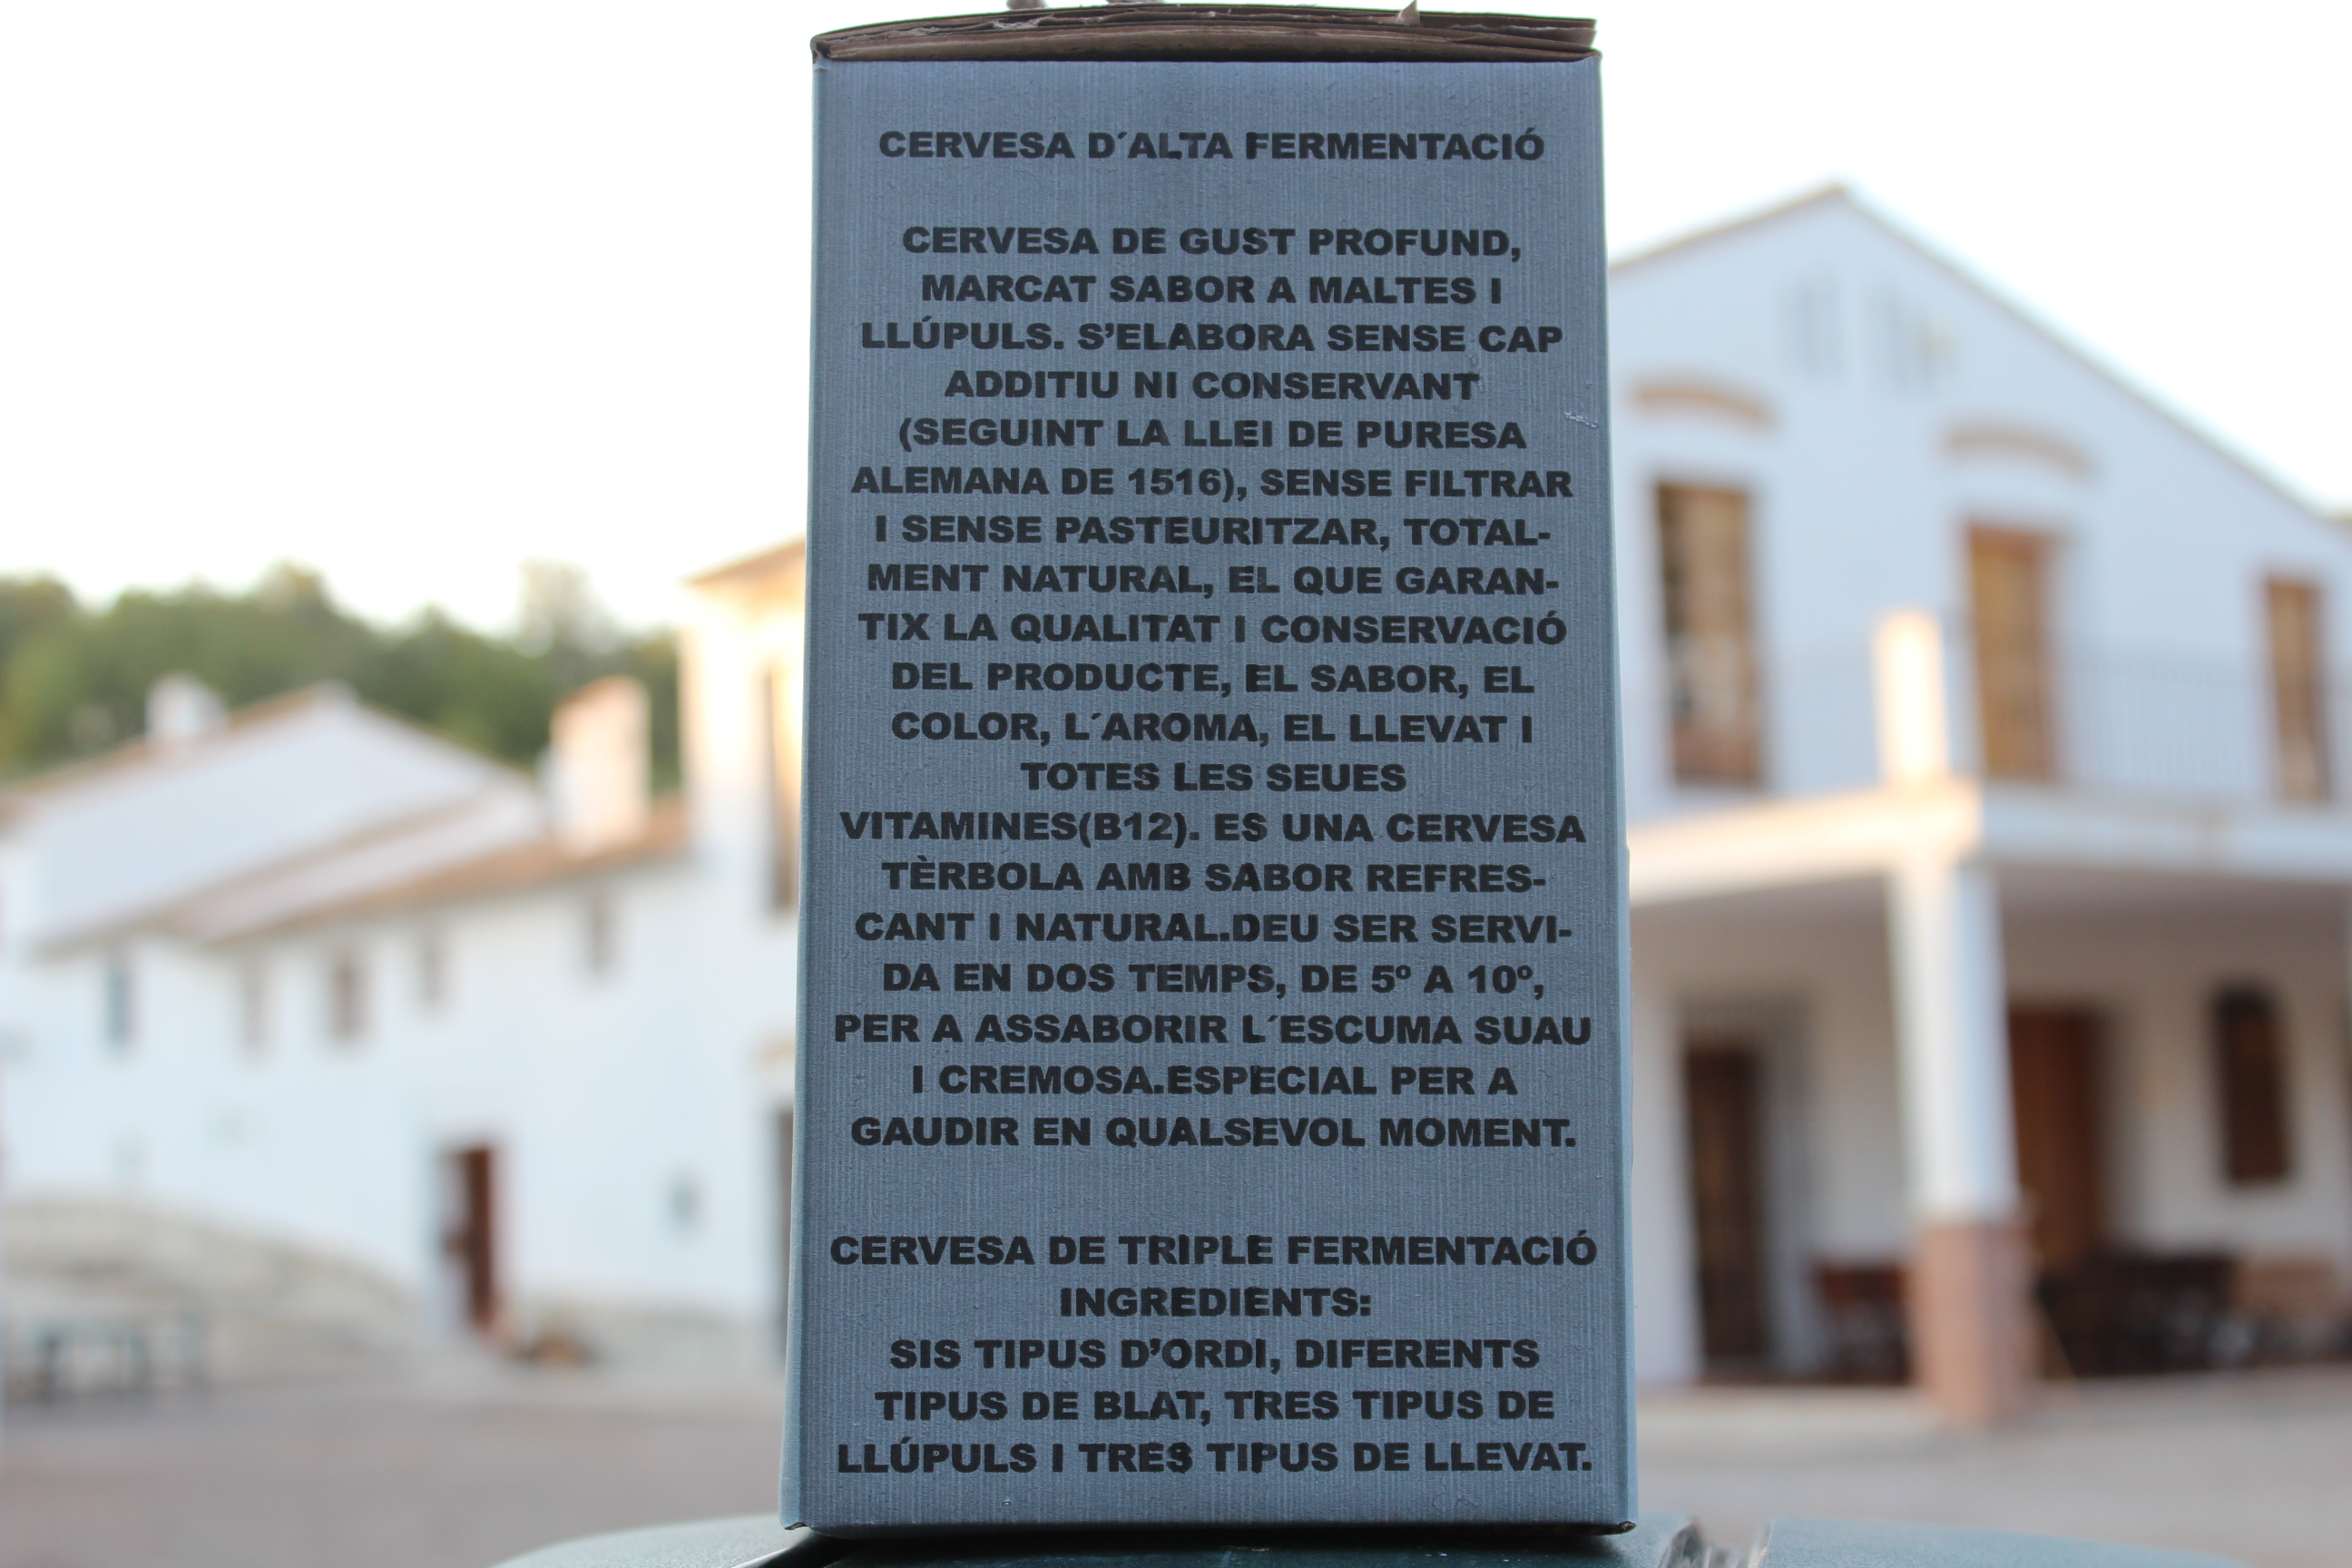 CERVESA D´ALTA FERMENTACIÓ
CERVESA DE GUST PROFUND,
MARCAT SABOR A MALTES I
LLÚPULS. S’ELABORA SENSE CAP
ADDITIU NI CONSERVANT
(SEGUINT LA LLEI DE PURESA
ALEMANA DE 1516), SENSE FILTRAR
I SENSE PASTEURITZAR, TOTAL-
MENT NATURAL, EL QUE GARAN-
TIX LA QUALITAT I CONSERVACIÓ
DEL PRODUCTE, EL SABOR, EL
COLOR, L´AROMA, EL LLEVAT I
TOTES LES SEUES
VITAMINES(B12). ES UNA CERVESA
TÈRBOLA AMB SABOR REFRES-
CANT I NATURAL.DEU SER SERVI-
DA EN DOS TEMPS, DE 5º A 10º,
PER A ASSABORIR L´ESCUMA SUAU
I CREMOSA.ESPECIAL PER A
GAUDIR EN QUALSEVOL MOMENT.
CERVESA DE TRIPLE FERMENTACIÓ
INGREDIENTS:
SIS TIPUS D’ORDI, DIFERENTS
TIPUS DE BLAT, TRES TIPUS DE
LLÚPULS I TRES TIPUS DE LLEVAT.